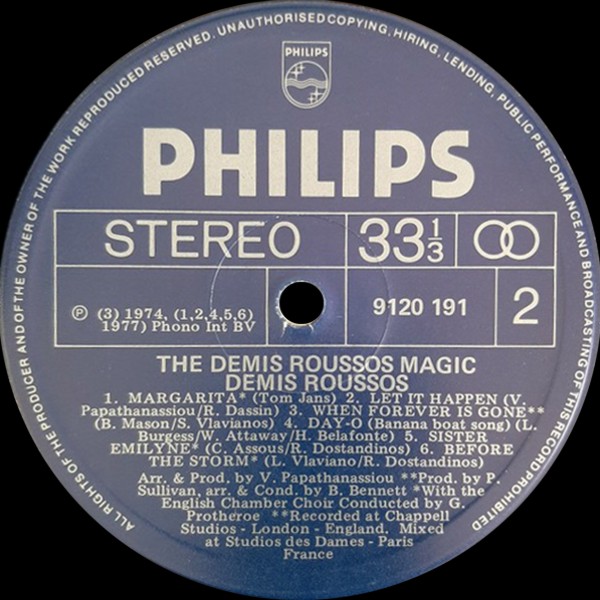 ALL RIGHTS OF THE PRODUCER AND OF THE OWNER OF THE WORK REPRODUCED RESERVED. UNAUTHORISED COPYING, HIRING, LENDING, PUBLIC PERFORMANCE AND BROADCASTING OF THIS RECORD PROHIBITED
PHILIPS
PHILIPS
STEREO 33⅓
℗ (3) 1974, (1,2,4,5,6)
1977) Phono Int BV
9120 191
2
THE DEMIS ROUSSOS MAGIC
DEMIS ROUSSOS
1. MARGARITA* (Tom Jans) 2. LET IT HAPPEN (V.
Papathanassiou/R. Dassin) 3. WHEN FOREVER IS GONE**
(B. Mason/S. Vlavianos) 4. DAY-O (Banana boat song) (L.
Burgess/W. Attaway/H. Belafonte) 5. SISTER
EMILYNE* (C. Assous/R. Dostandinos) 6. BEFORE
THE STORM* (L. Vlaviano/R. Dostandinos)
Arr. & Prod. by V. Papathanassiou **Prod. by P.
Sullivan, arr. & Cond. by B. Bennett *With the
English Chamber Choir Conducted by G.
Protheroe **Recorded at Chappell
Studios - London - England. Mixed
at Studios des Dames - Paris
France